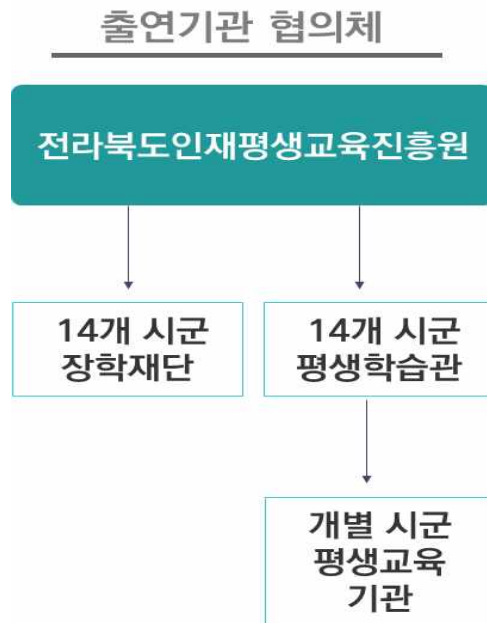 출연기관 협의체
전라북도인재평생교육진흥원
14개 시군
장학재단
14개 시군
평생학습관
개별 시군
평생교육
기관